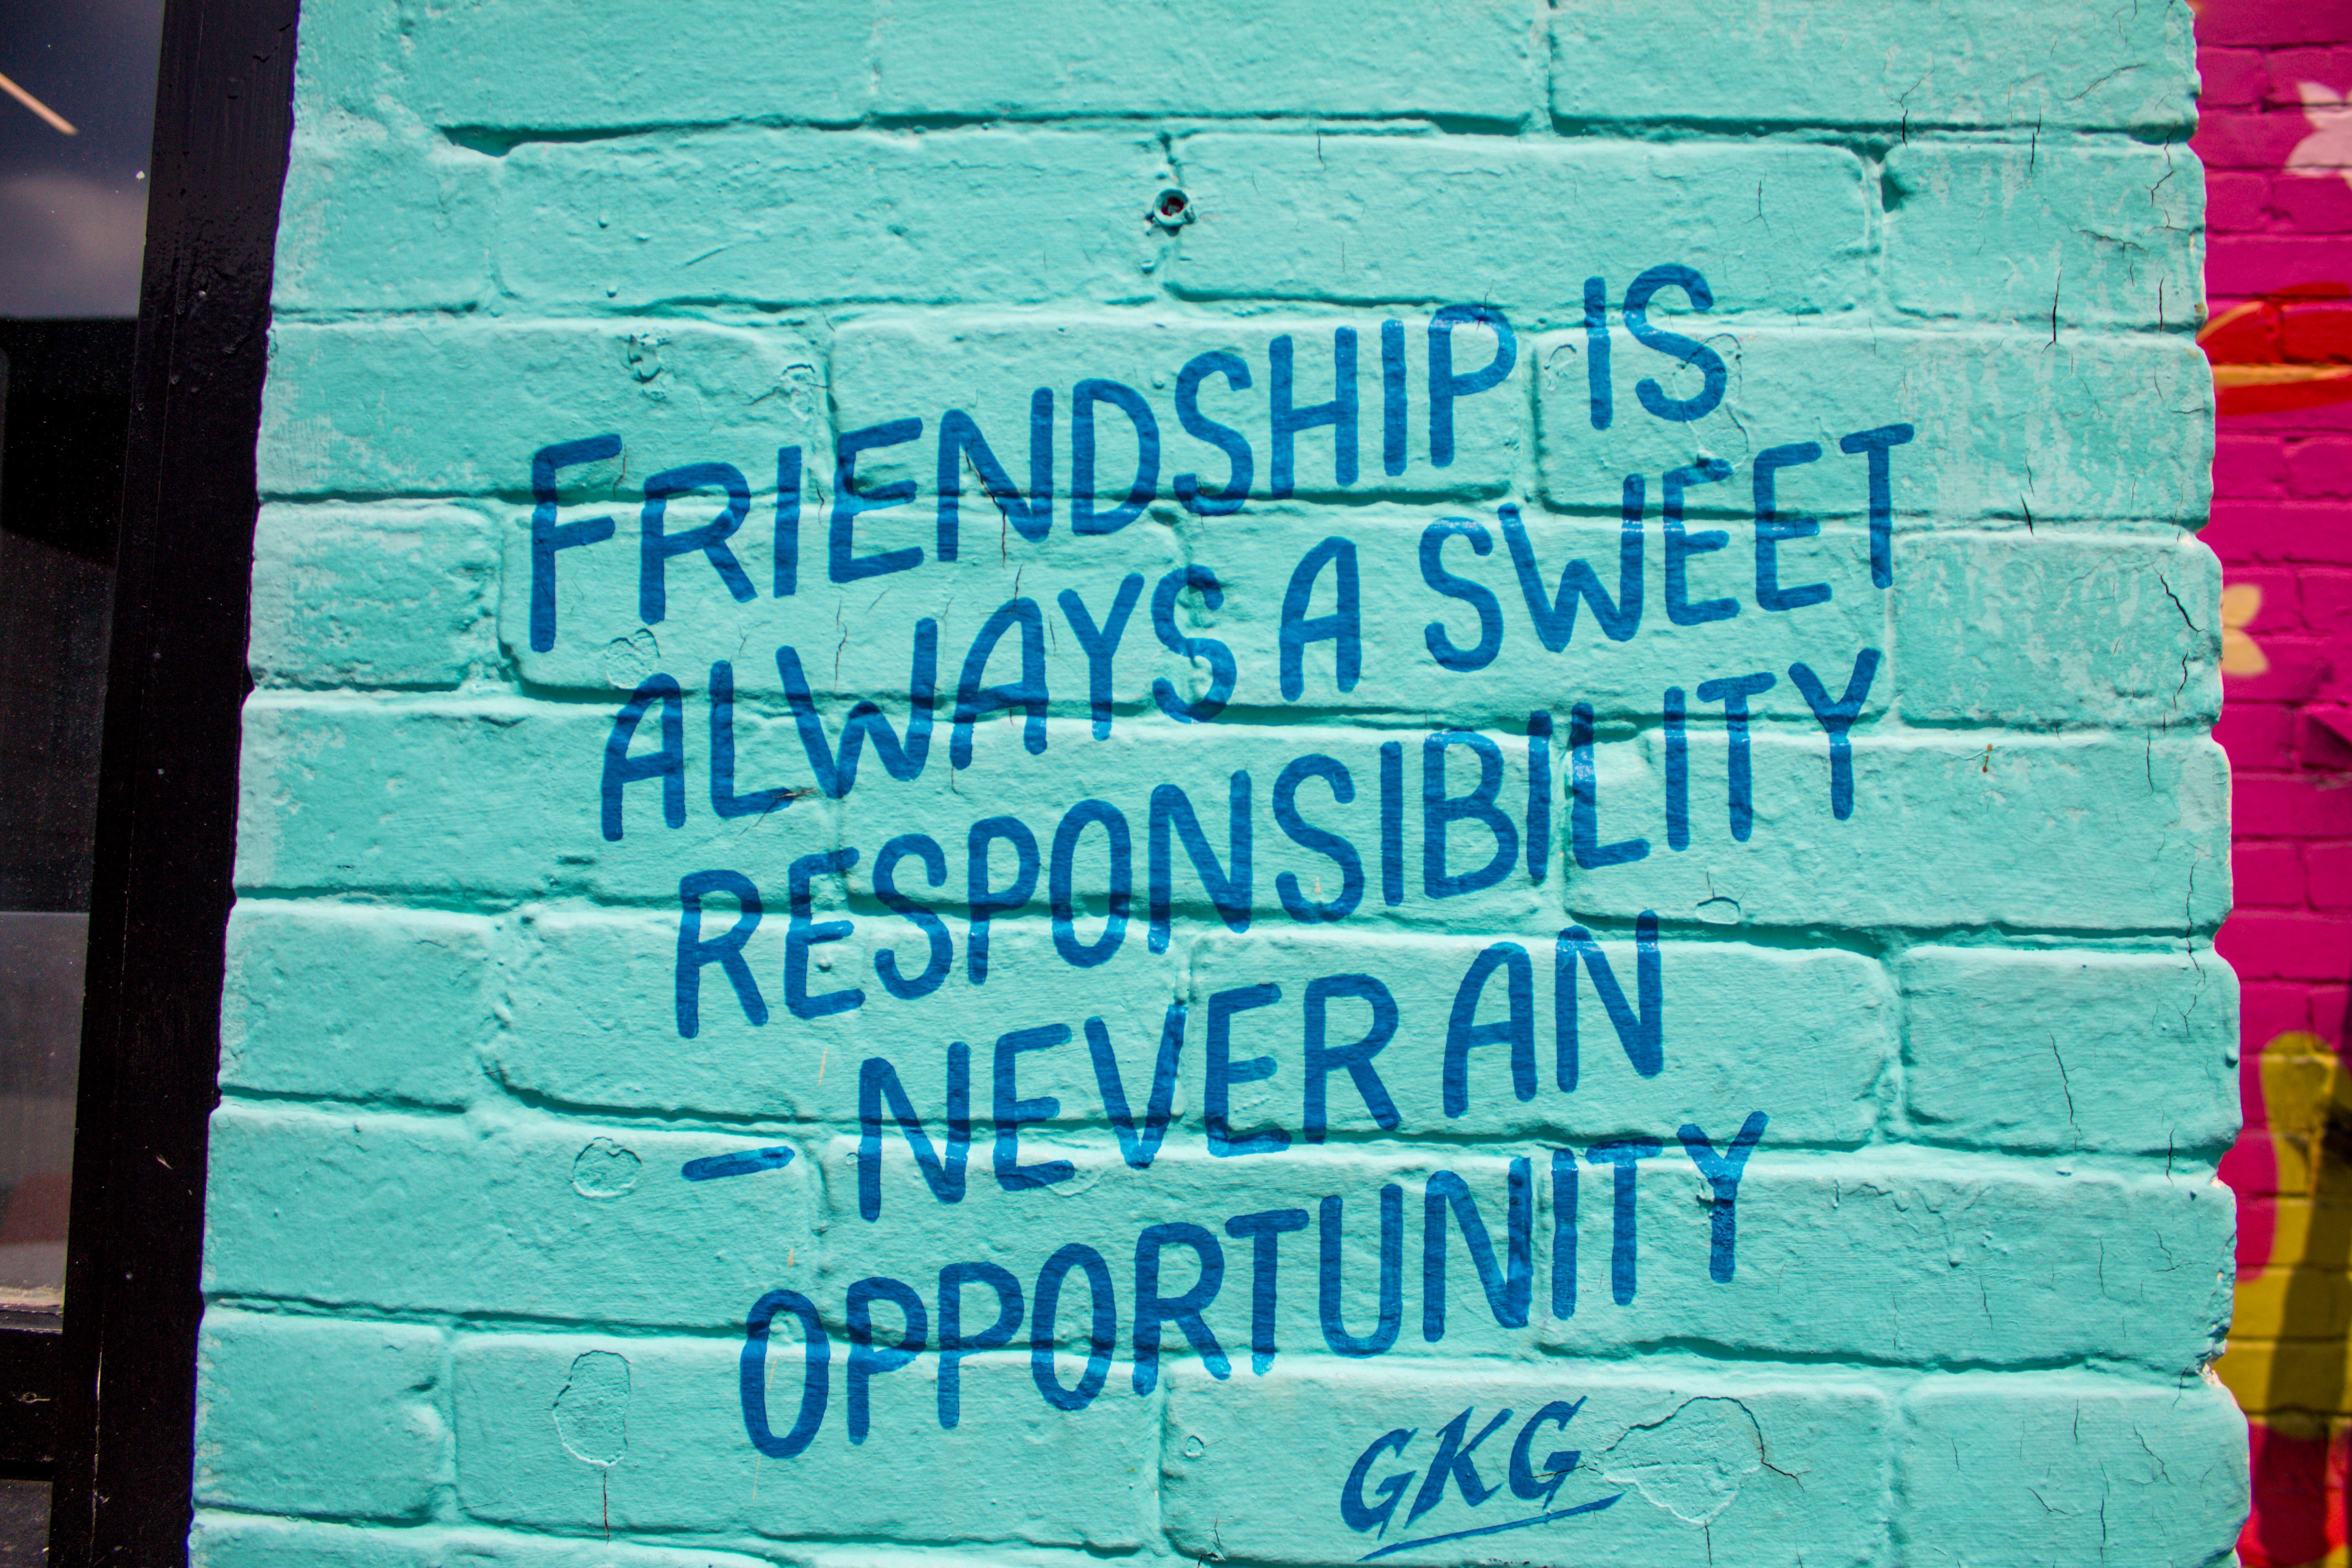 FRIENDSHIP IS
ALWAYS A SWEET
RESPONSIBILITY
– NEVER AN
OPPORTUNITY
GKG